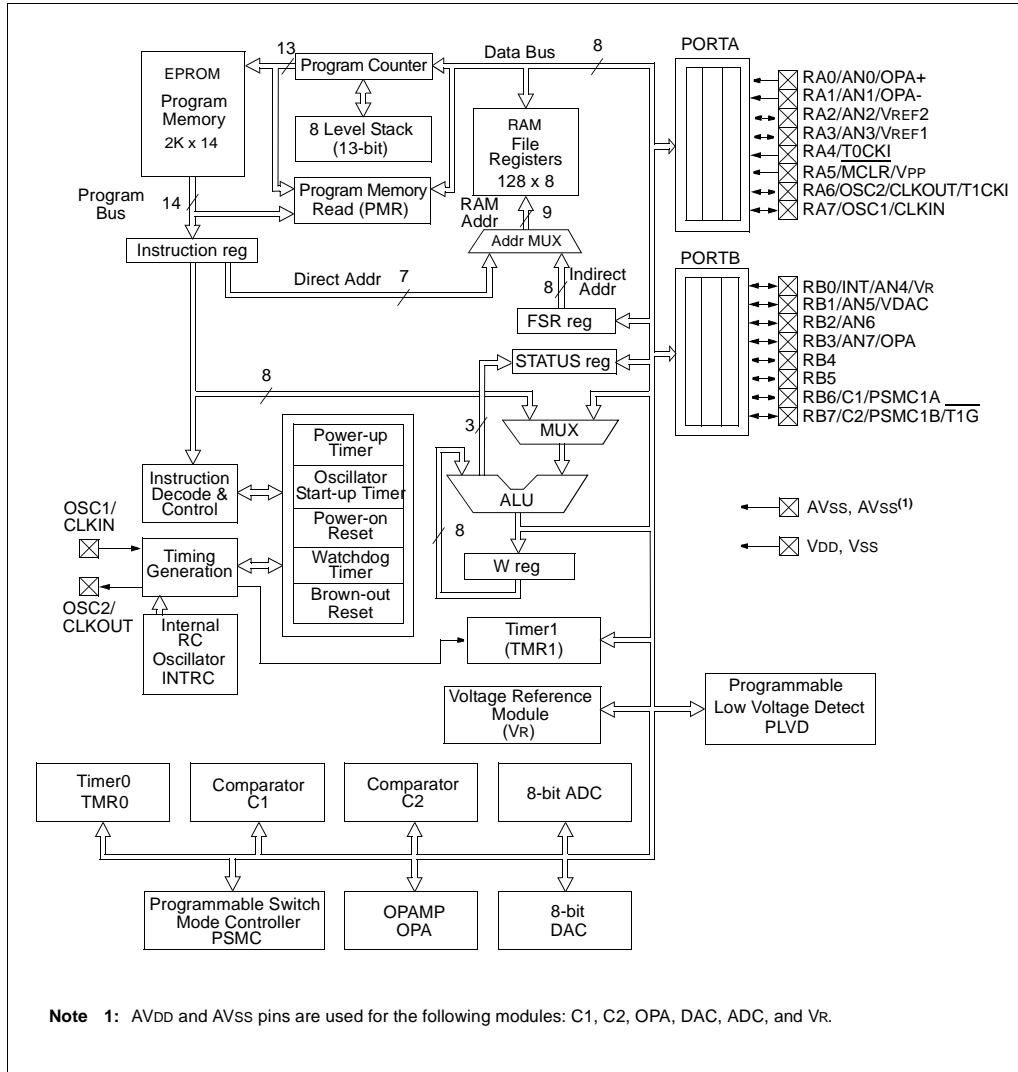 13
Data Bus
8
PORTA
EPROM
Program
Memory
2K x 14
Program Counter
8 Level Stack
(13-bit)
RAM
File
Registers
128 x 8
RA0/AN0/OPA+
RA1/AN1/OPA-
RA2/AN2/VREF2
RA3/AN3/VREF1
RA4/T0CKI
RA5/MCLR/VPP
RA6/OSC2/CLKOUT/T1CKI
RA7/OSC1/CLKIN
Program
Bus
14
Program Memory
Read (PMR)
RAM
Addr
9
Addr MUX
Instruction reg
Direct Addr
7
8
Indirect
Addr
FSR reg
STATUS reg
PORTB
RB0/INT/AN4/VR
RB1/AN5/VDAC
RB2/AN6
RB3/AN7/OPA
RB4
RB5
RB6/C1/PSMC1A
RB7/C2/PSMC1B/T1G
8
3
MUX
Power-up
Timer
Oscillator
Start-up Timer
Power-on
Reset
Watchdog
Timer
Brown-out
Reset
Instruction
Decode &
Control
ALU
8
W reg
OSC1/
CLKIN
Timing
Generation
OSC2/
CLKOUT
Internal
RC
Oscillator
INTRC
AVSS, AVSS(1)
VDD, VSS
Timer1
(TMR1)
Voltage Reference
Module
(VR)
Programmable
Low Voltage Detect
PLVD
Timer0
TMR0
Comparator
C1
Comparator
C2
8-bit ADC
Programmable Switch
Mode Controller
PSMC
OPAMP
OPA
8-bit
DAC
Note 1: AVDD and AVSS pins are used for the following modules: C1, C2, OPA, DAC, ADC, and VR.